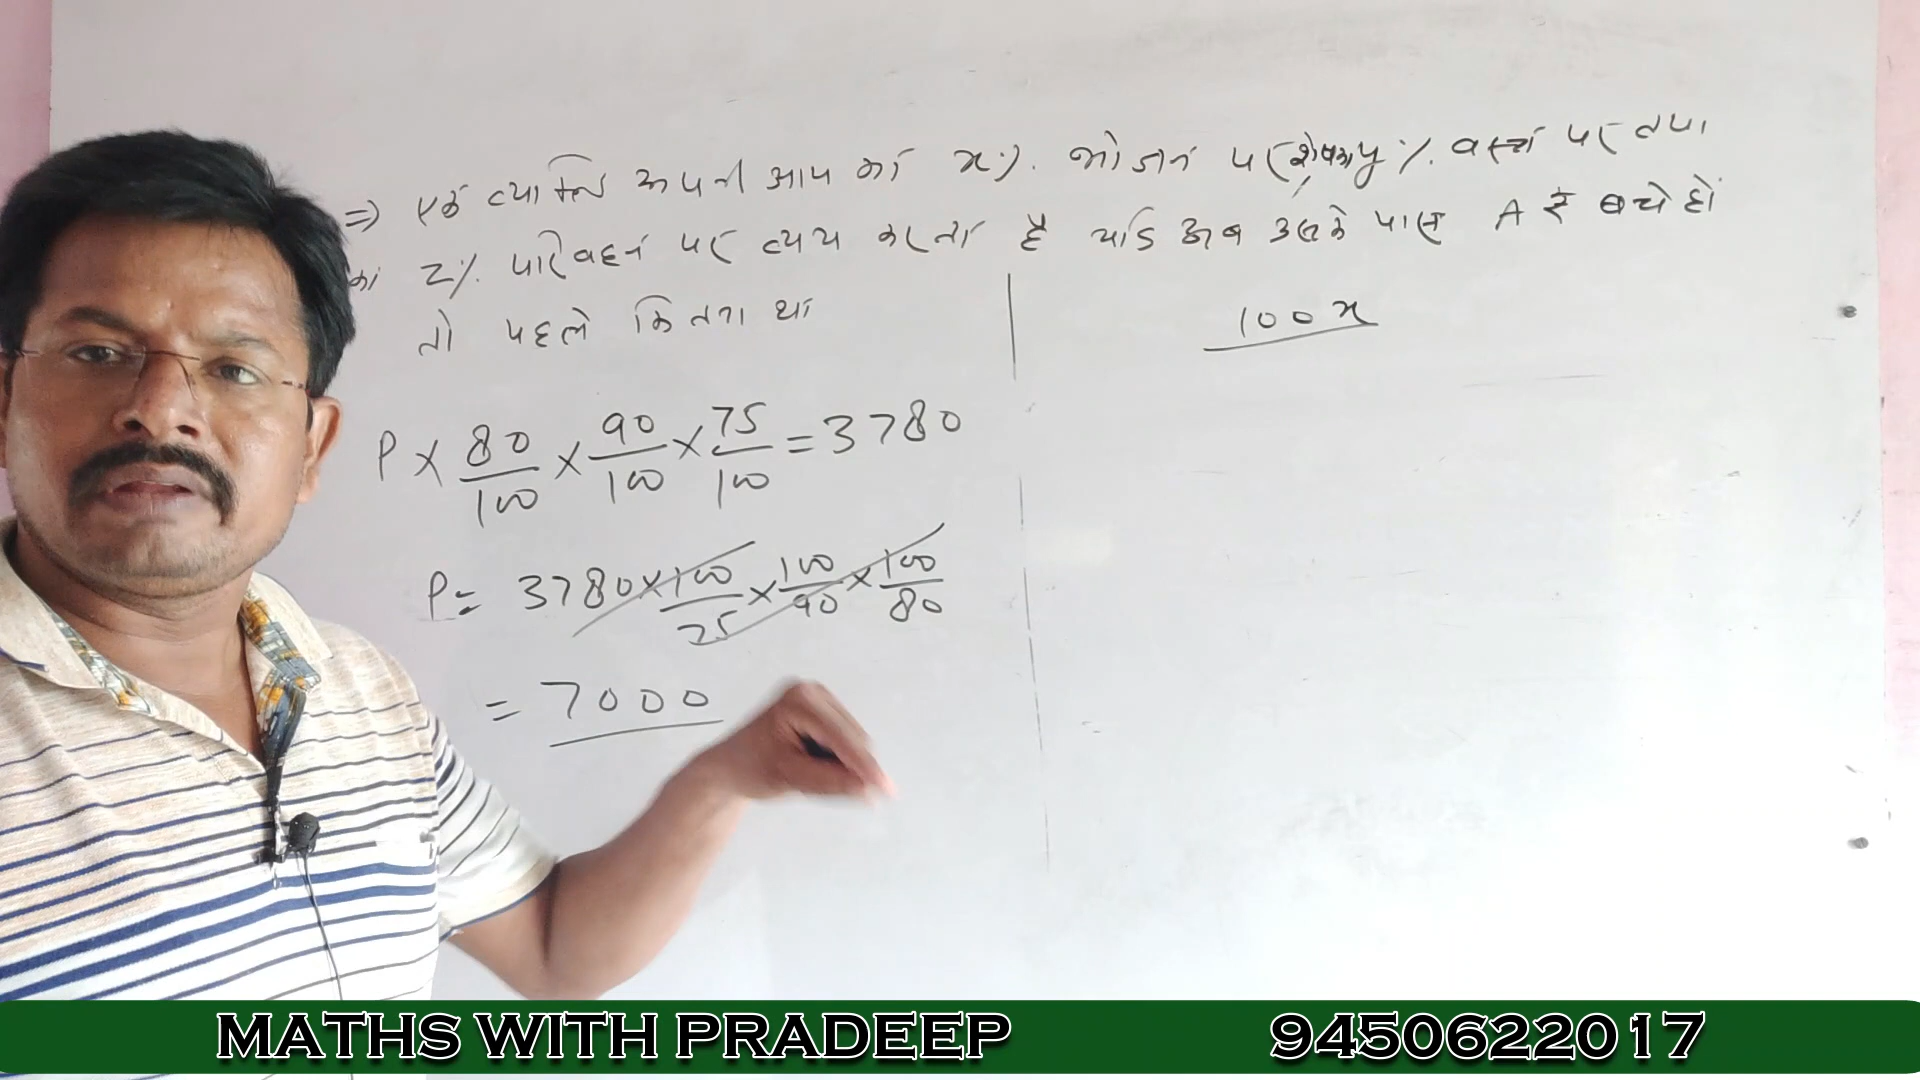 ⇒ एक व्यक्ति अपनी आय का x%. भोजन पर शेष का y%. वस्त्रों पर तथा
का Z%. परिवहन पर व्यय करता है यदि अब उसके पास A ₹ बचे हों
तो पहले कितना था
100x
P × 80/100 × 90/100 × 75/100 = 3780
P = 3780 × 100/75 × 100/90 × 100/80
= 7000
MATHS WITH PRADEEP 9450622017